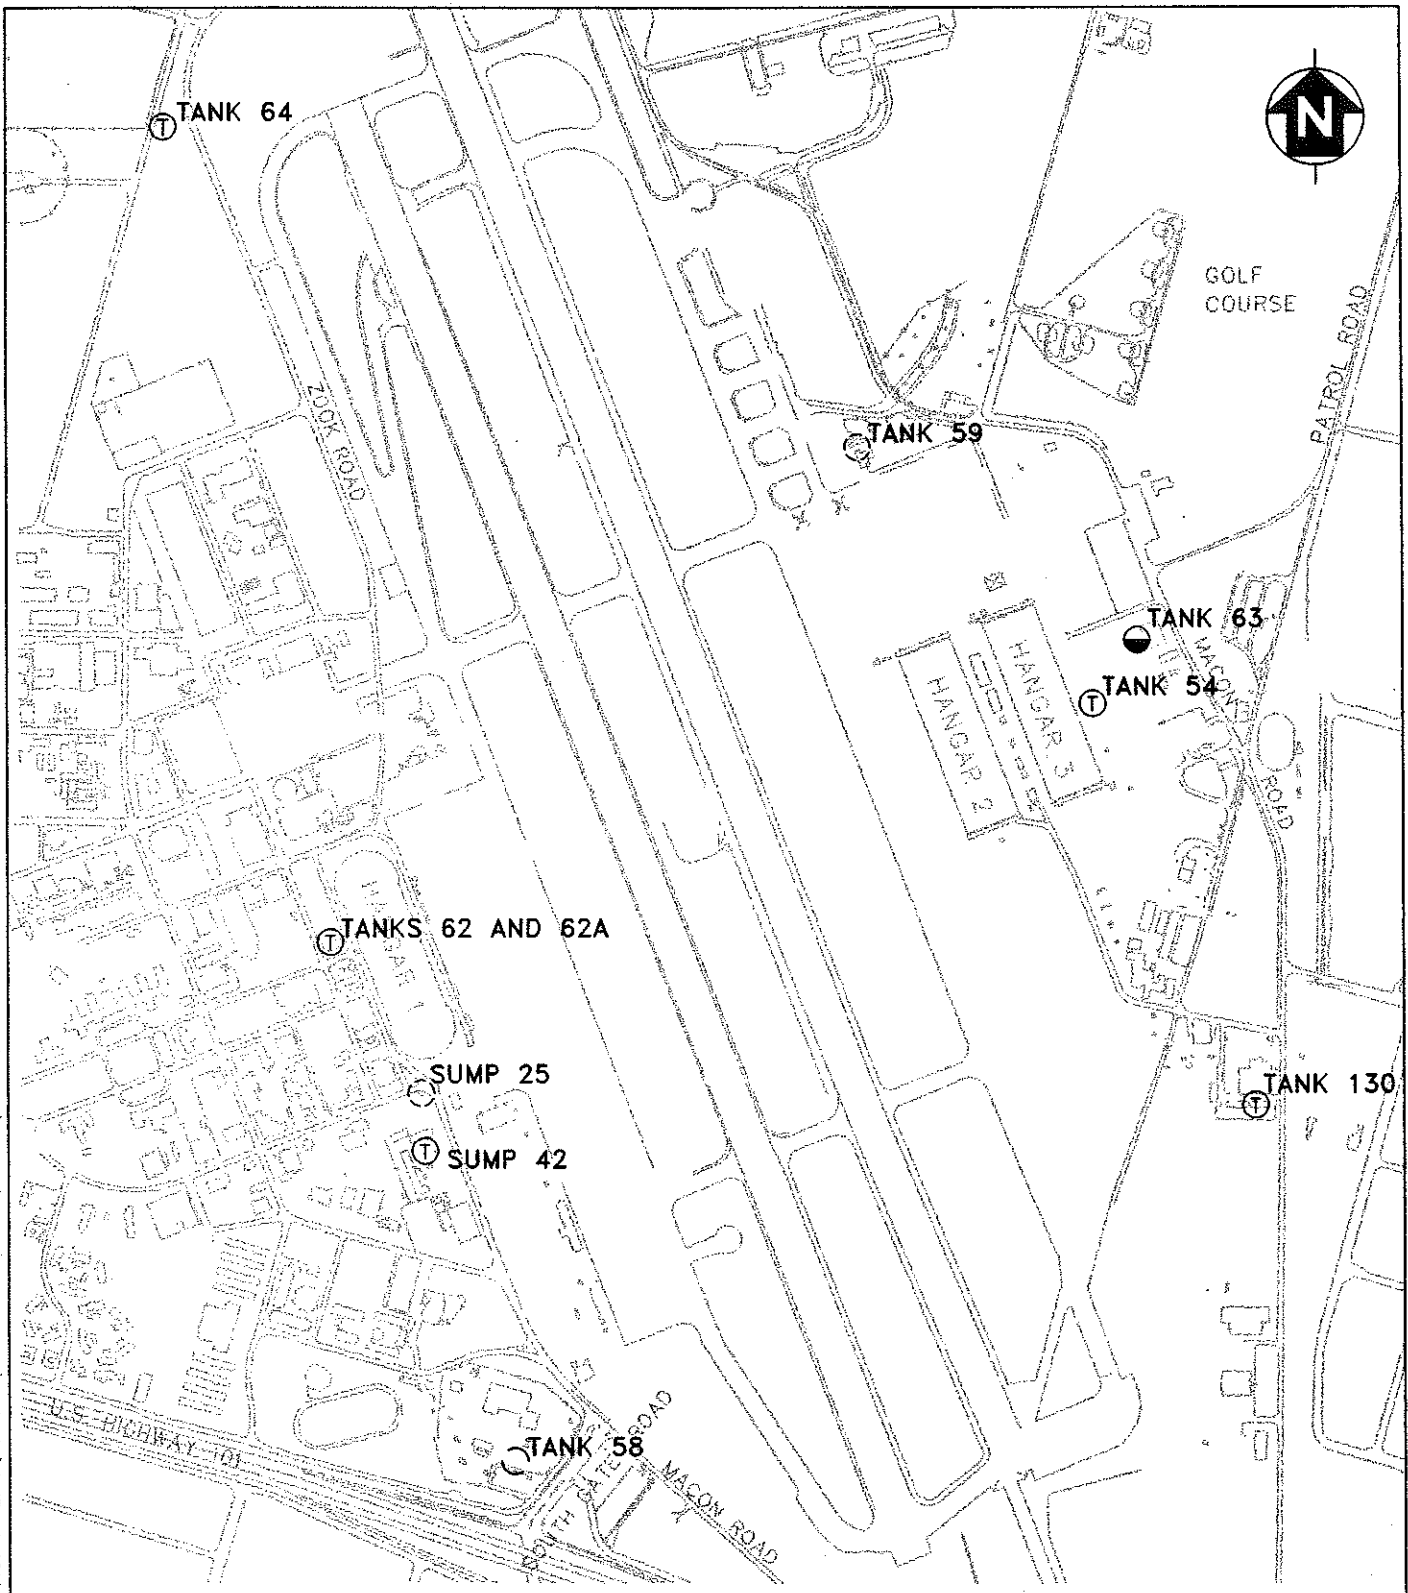 N
TANK 64
GOLF
COURSE
PATROL ROAD
ZOOK ROAD
TANK 59
TANK 63
MACON
ROAD
T TANK 54
HANGAR 3
HANGAR 2
T TANKS 62 AND 62A
HANGAR 1
SUMP 25
T SUMP 42
T TANK 130
U.S. HIGHWAY 101
TANK 58
SOUTH GATE ROAD
MACON ROAD